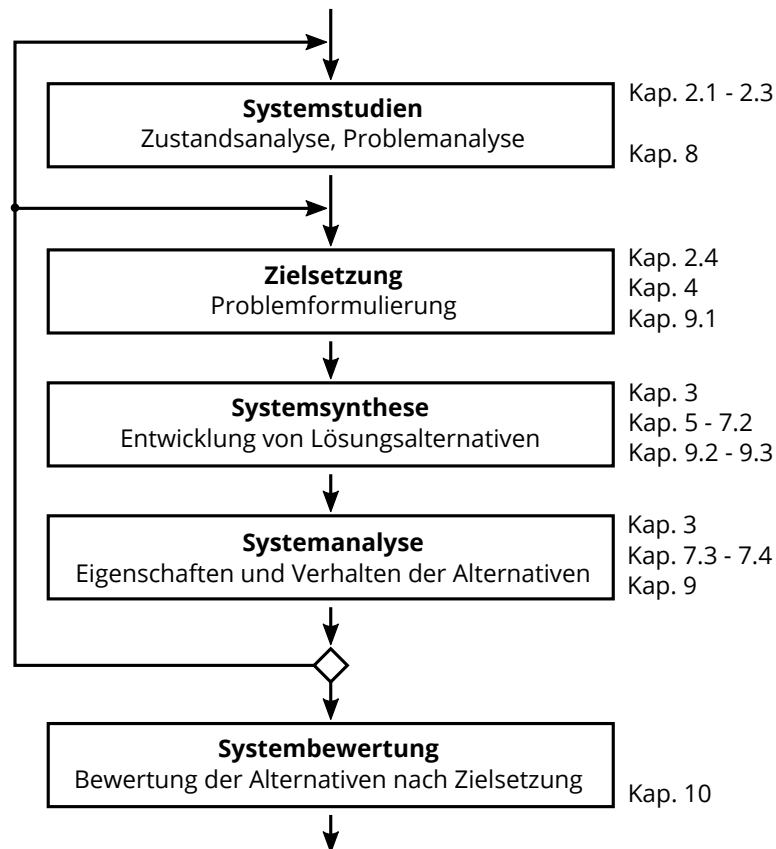 Systemstudien
Zustandsanalyse, Problemanalyse
Kap. 2.1 - 2.3
Kap. 8
Zielsetzung
Problemformulierung
Kap. 2.4
Kap. 4
Kap. 9.1
Systemsynthese
Entwicklung von Lösungsalternativen
Kap. 3
Kap. 5 - 7.2
Kap. 9.2 - 9.3
Systemanalyse
Eigenschaften und Verhalten der Alternativen
Kap. 3
Kap. 7.3 - 7.4
Kap. 9
Systembewertung
Bewertung der Alternativen nach Zielsetzung
Kap. 10